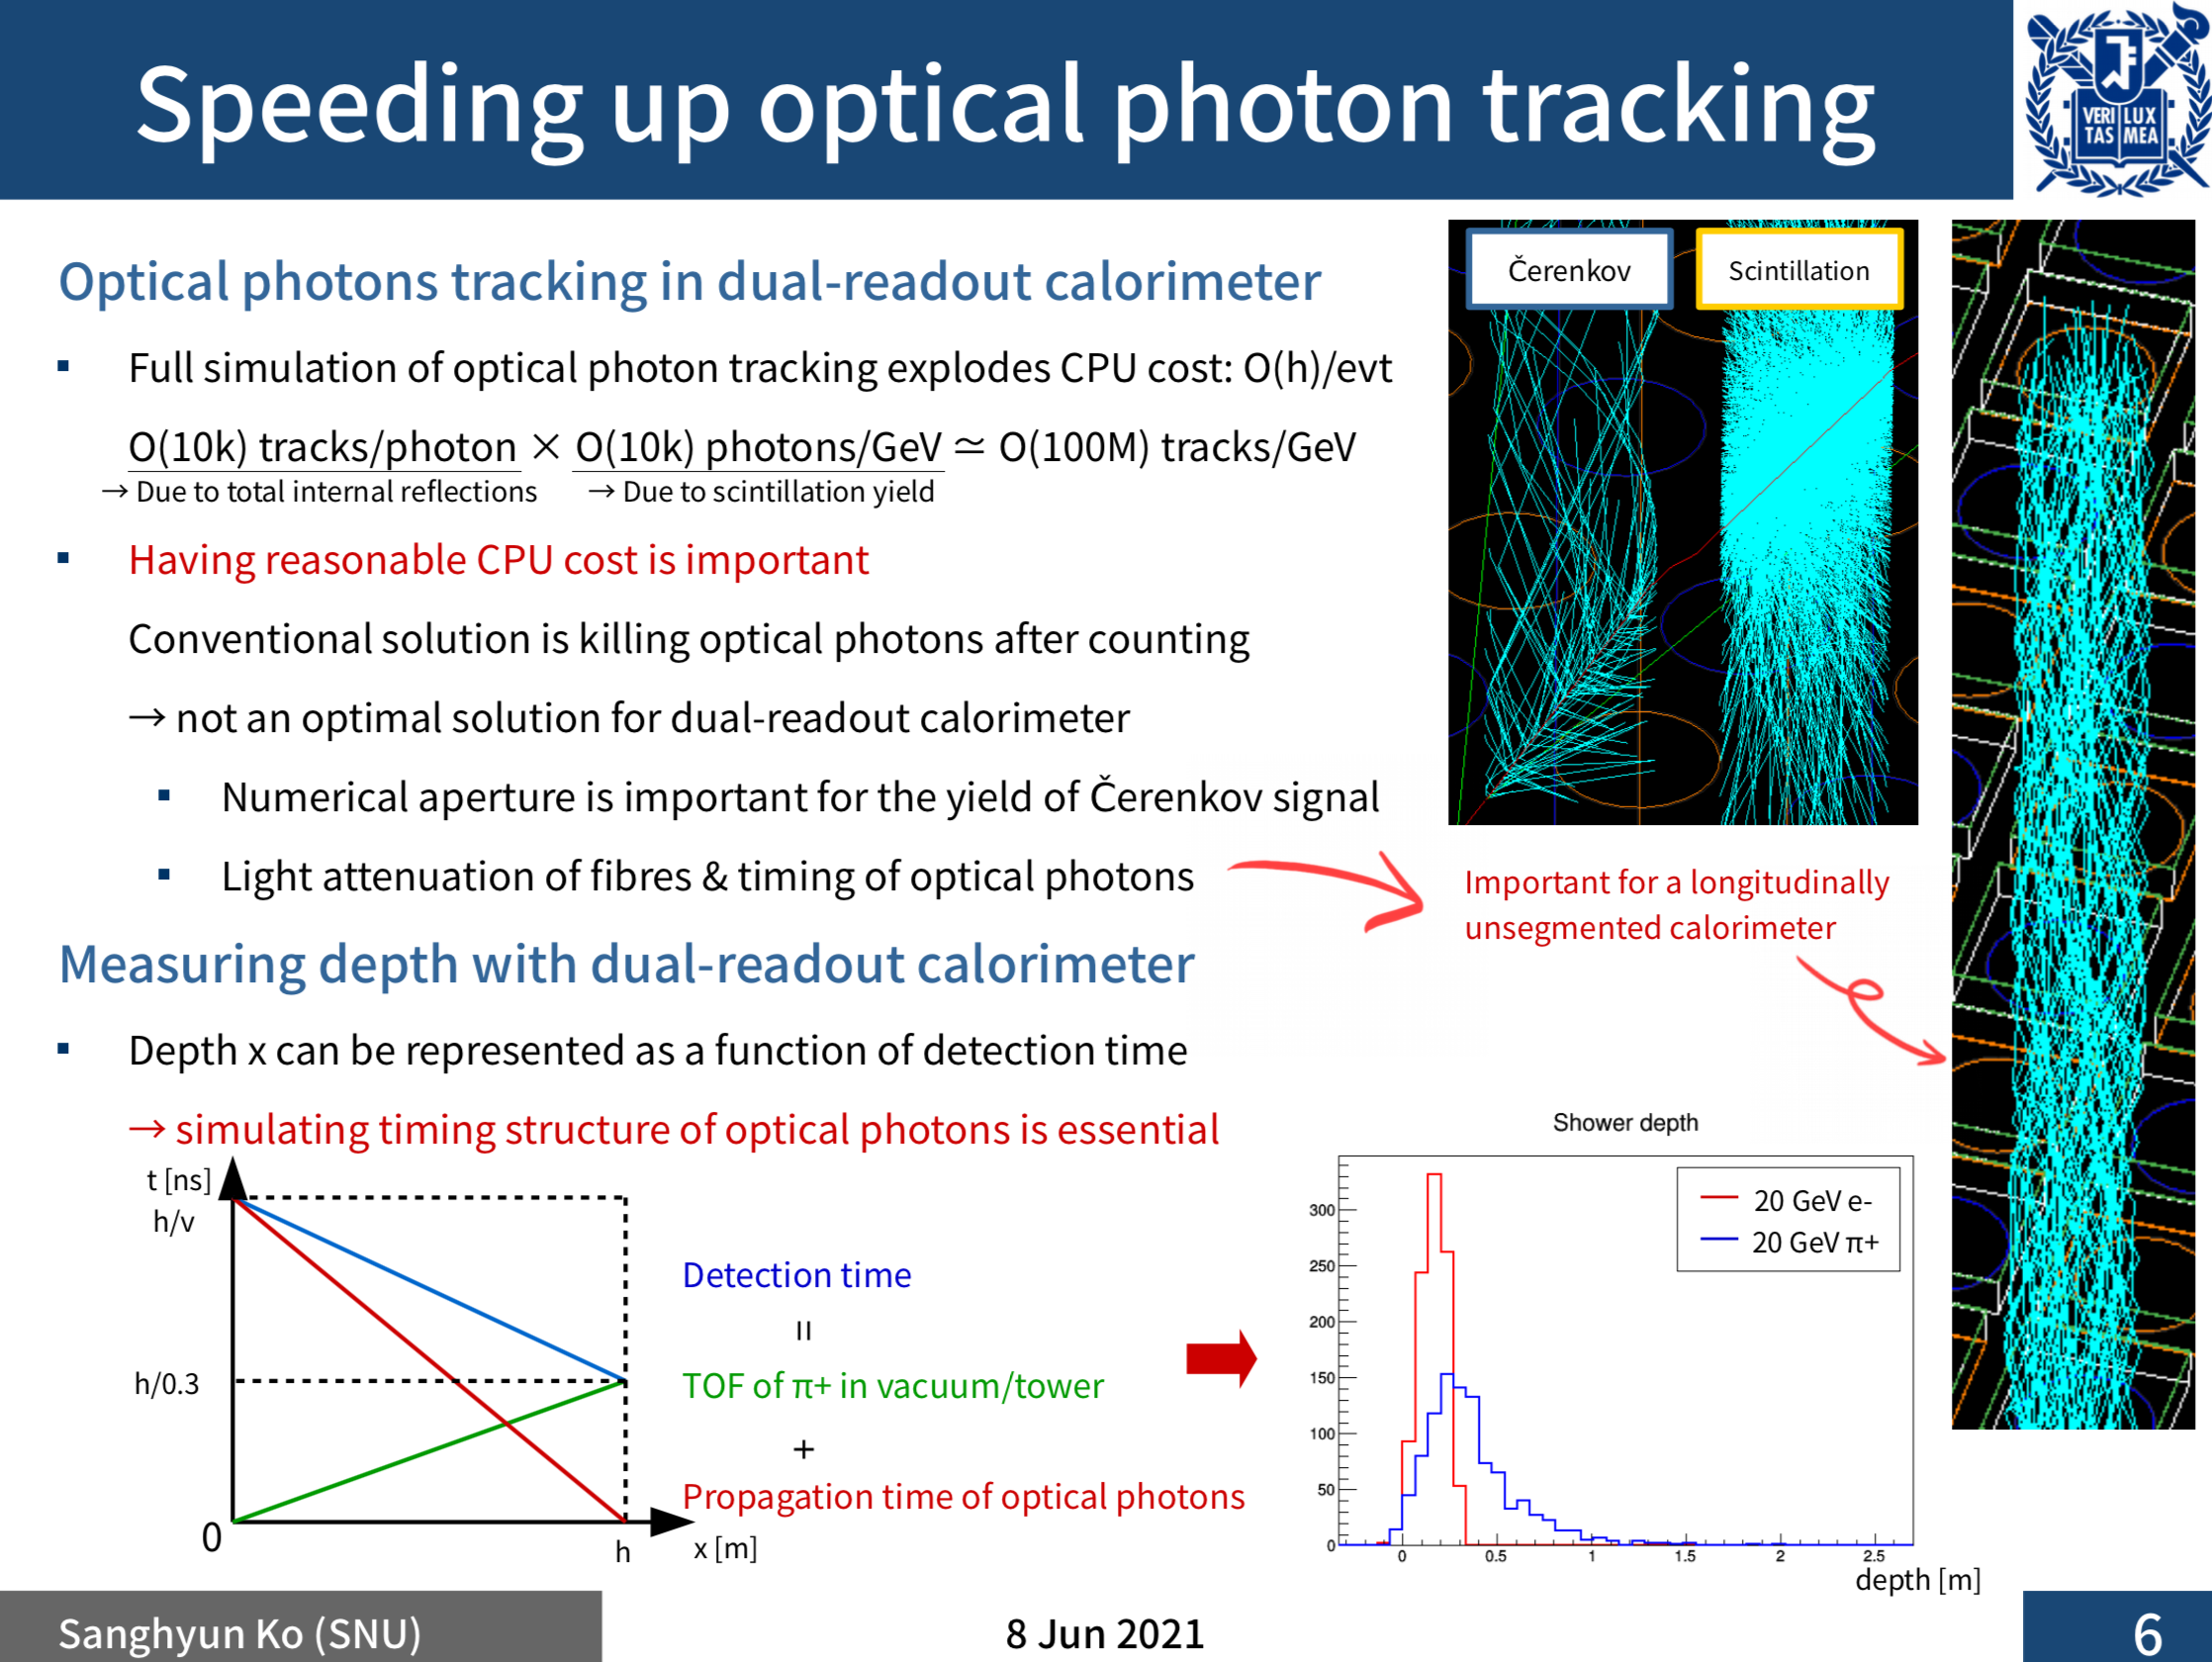 Speeding up optical photon tracking
VERI LUX
TAS MEA
Optical photons tracking in dual-readout calorimeter
▪ Full simulation of optical photon tracking explodes CPU cost: O(h)/evt
O(10k) tracks/photon × O(10k) photons/GeV ≃ O(100M) tracks/GeV
→ Due to total internal reflections → Due to scintillation yield
▪ Having reasonable CPU cost is important
Conventional solution is killing optical photons after counting
→ not an optimal solution for dual-readout calorimeter
▪ Numerical aperture is important for the yield of Čerenkov signal
▪ Light attenuation of fibres & timing of optical photons
Čerenkov
Scintillation
Important for a longitudinally
unsegmented calorimeter
Measuring depth with dual-readout calorimeter
▪ Depth x can be represented as a function of detection time
→ simulating timing structure of optical photons is essential
t [ns]
h/v
h/0.3
0
h
x [m]
Detection time
=
TOF of π+ in vacuum/tower
+
Propagation time of optical photons
Shower depth
20 GeV e-
20 GeV π+
300
250
200
150
100
50
0
0 0.5 1 1.5 2 2.5
depth [m]
Sanghyun Ko (SNU)
8 Jun 2021
6